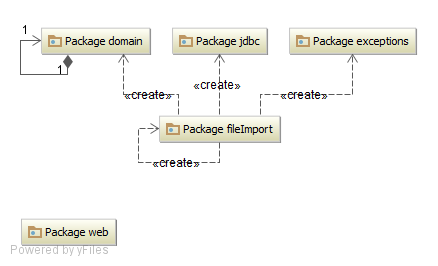 1
Package domain
Package jdbc
Package exceptions
1
«create»
«create»
«create»
Package fileImport
«create»
Package web
Powered by yFiles